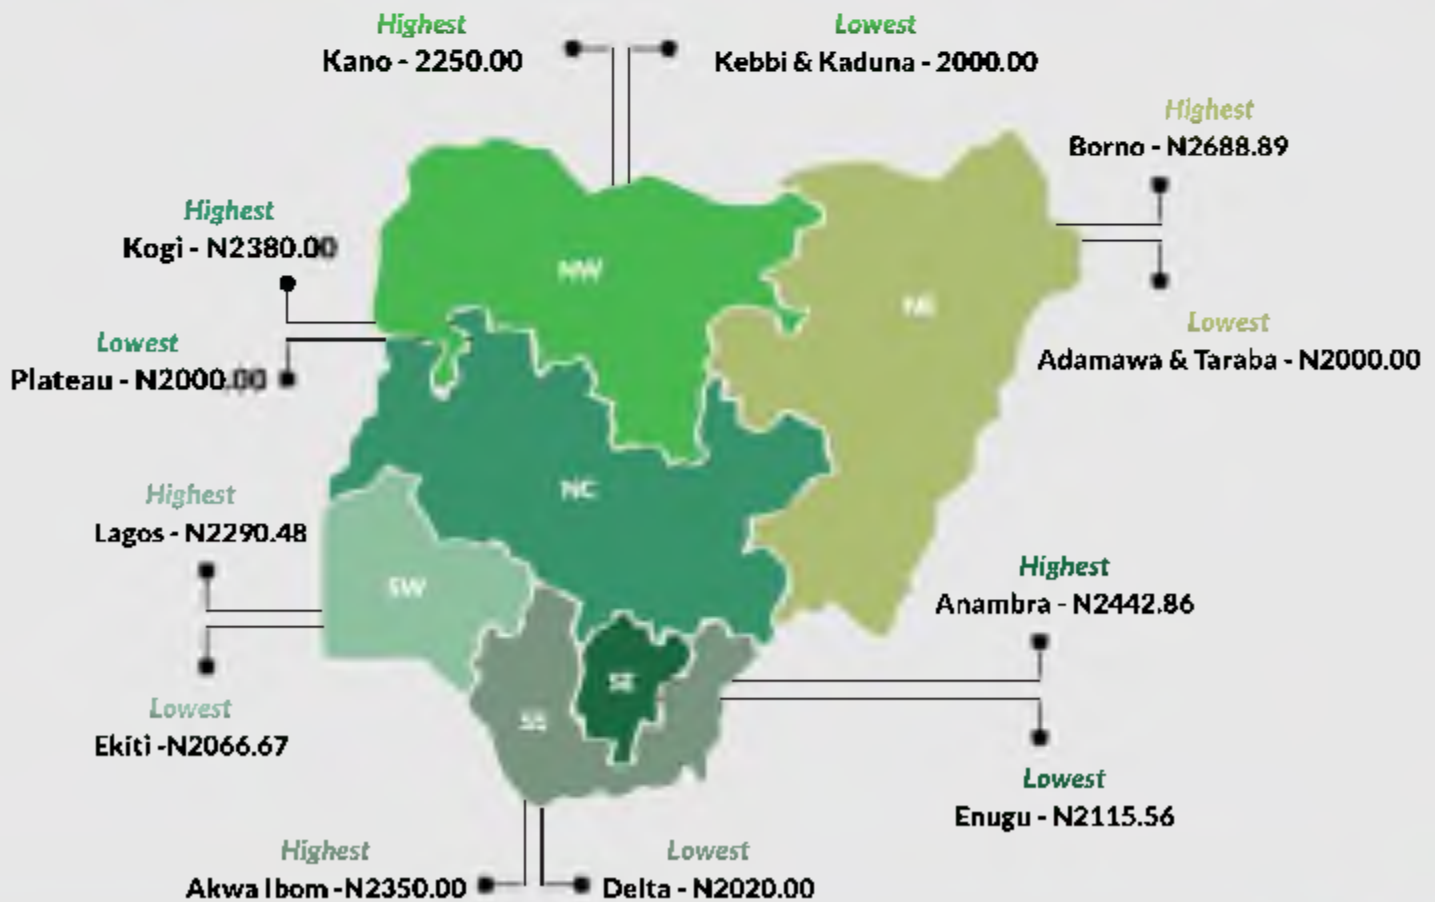 Highest
Kano - 2250.00
Lowest
Kebbi & Kaduna - 2000.00
Highest
Borno - N2688.89
Lowest
Adamawa & Taraba - N2000.00
Highest
Kogi - N2380.00
Lowest
Plateau - N2000.00
NW
NE
NC
SW
SE
SS
Highest
Lagos - N2290.48
Lowest
Ekiti -N2066.67
Highest
Anambra - N2442.86
Lowest
Enugu - N2115.56
Highest
Akwa Ibom -N2350.00
Lowest
Delta - N2020.00